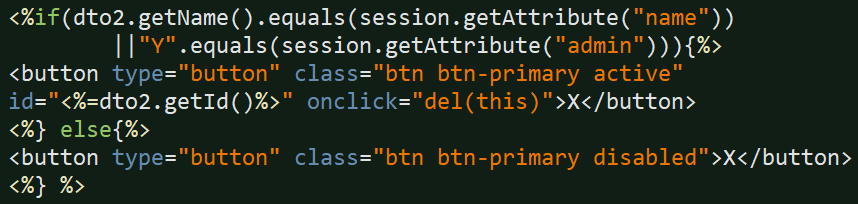 <%if(dto2.getName().equals(session.getAttribute("name"))
||"Y".equals(session.getAttribute("admin"))){%>
<button type="button" class="btn btn-primary active"
id="<%=dto2.getId()%>" onclick="del(this)">X</button>
<%} else{%>
<button type="button" class="btn btn-primary disabled">X</button>
<%} %>